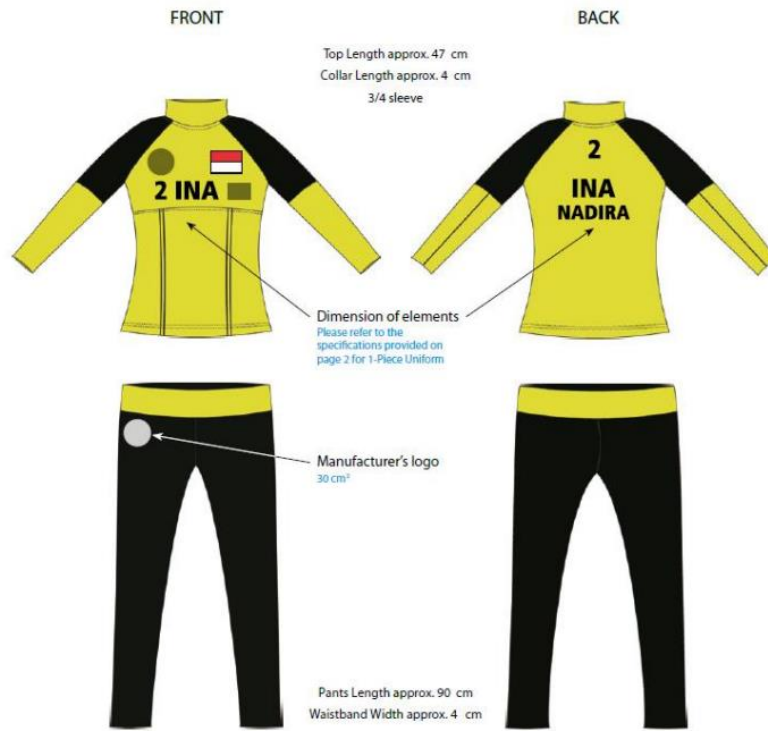 FRONT
BACK
Top Length approx. 47 cm
Collar Length approx. 4 cm
3/4 sleeve
2 INA
2
INA
NADIRA
Dimension of elements
Please refer to the
specifications provided on
page 2 for 1-Piece Uniform
Manufacturer's logo
30 cm²
Pants Length approx. 90 cm
Waistband Width approx. 4 cm